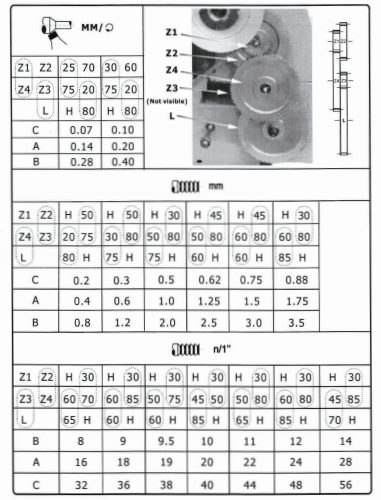 MM/
Z1 Z2 25 70 30 60
Z4 Z3 75 20 75 20
L H 80 H 80
C 0.07 0.10
A 0.14 0.20
B 0.28 0.40
Z1
Z2
Z4
Z3
(Not visible)
L
Z1 Z2
Z4 Z3
L
mm
Z1 Z2 H 50 H 50 H 30 H 45 H 45 H 30
Z4 Z3 20 75 30 80 50 80 50 80 60 80 60 80
L 80 H 75 H 75 H 60 H 60 H 85 H
C 0.2 0.3 0.5 0.62 0.75 0.88
A 0.4 0.6 1.0 1.25 1.5 1.75
B 0.8 1.2 2.0 2.5 3.0 3.5
n/1"
Z1 Z2 H 30 H 30 H 30 H 30 H 30 H 30 H 30
Z3 Z4 60 70 60 85 50 75 45 50 50 80 60 80 45 85
L 65 H 60 H 60 H 85 H 65 H 85 H 70 H
B 8 9 9.5 10 11 12 14
A 16 18 19 20 22 24 28
C 32 36 38 40 44 48 56